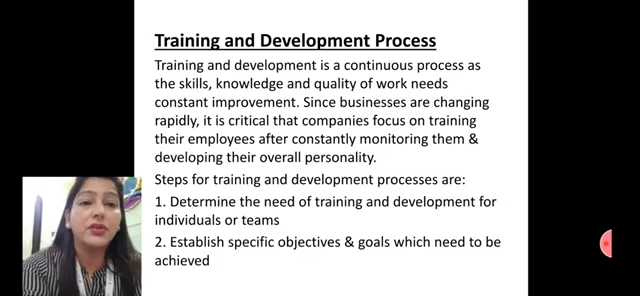 Training and Development Process
Training and development is a continuous process as
the skills, knowledge and quality of work needs
constant improvement. Since businesses are changing
rapidly, it is critical that companies focus on training
their employees after constantly monitoring them &
developing their overall personality.
Steps for training and development processes are:
1. Determine the need of training and development for
individuals or teams
2. Establish specific objectives & goals which need to be
achieved